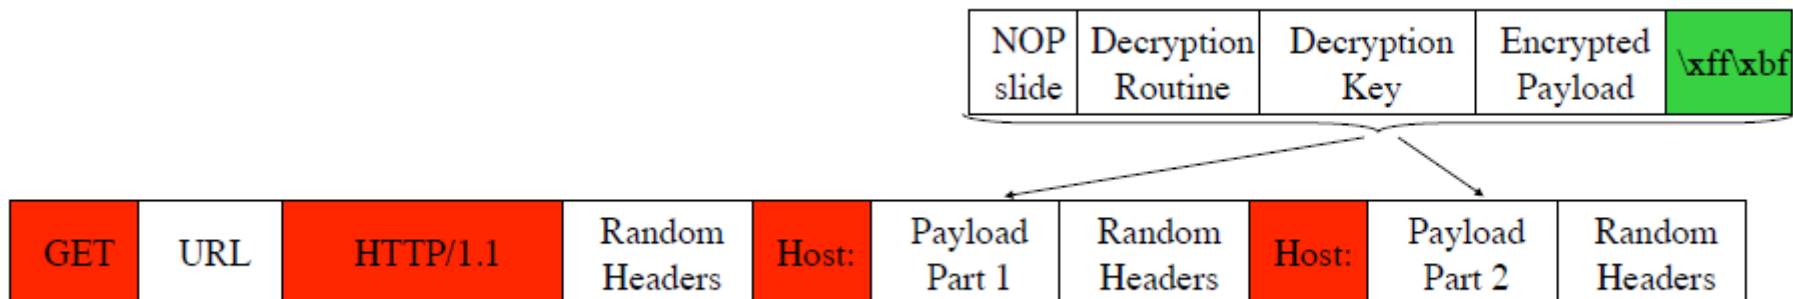 NOP slide
Decryption Routine
Decryption Key
Encrypted Payload
\xff\xbf
GET
URL
HTTP/1.1
Random Headers
Host:
Payload Part 1
Random Headers
Host:
Payload Part 2
Random Headers